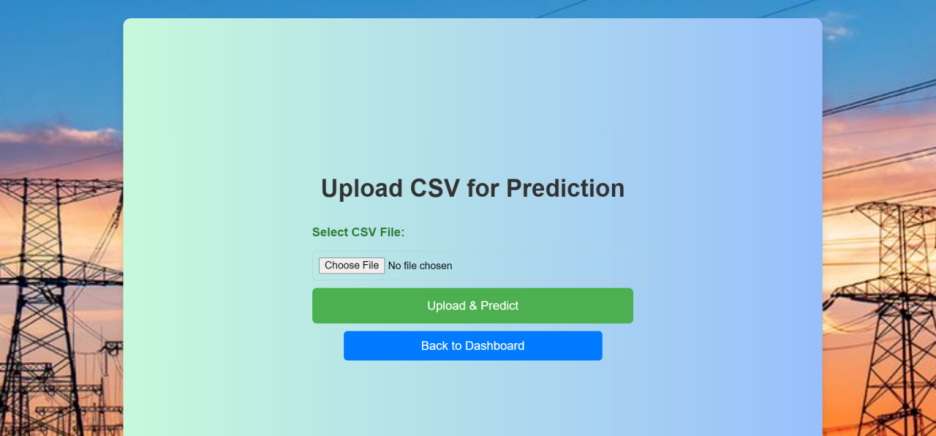 Upload CSV for Prediction
Select CSV File:
Choose File No file chosen
Upload & Predict
Back to Dashboard